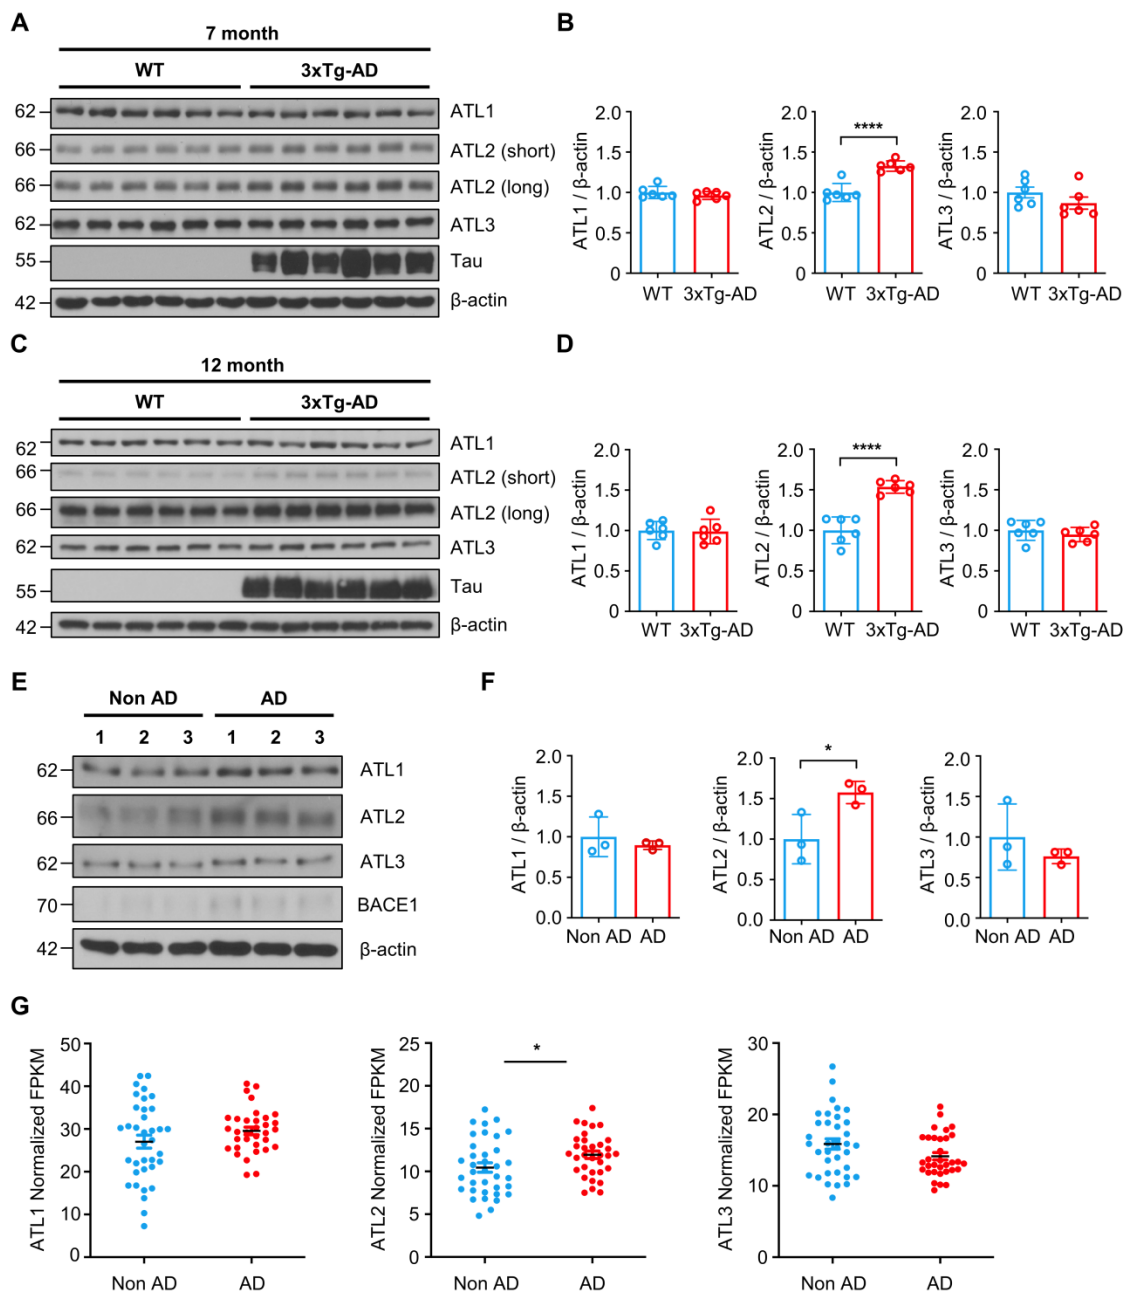 A
7 month
WT 3xTg-AD
62 ATL1
66 ATL2 (short)
66 ATL2 (long)
62 ATL3
55 Tau
42 β-actin
B
ATL1 / β-actin
2.0
1.5
1.0
0.5
0
WT 3xTg-AD
ATL2 / β-actin
2.0
1.5
1.0
0.5
0
****
WT 3xTg-AD
ATL3 / β-actin
2.0
1.5
1.0
0.5
0
WT 3xTg-AD
C
12 month
WT 3xTg-AD
62 ATL1
66 ATL2 (short)
66 ATL2 (long)
62 ATL3
55 Tau
42 β-actin
D
ATL1 / β-actin
2.0
1.5
1.0
0.5
0
WT 3xTg-AD
ATL2 / β-actin
2.0
1.5
1.0
0.5
0
****
WT 3xTg-AD
ATL3 / β-actin
2.0
1.5
1.0
0.5
0
WT 3xTg-AD
E
Non AD AD
1 2 3 1 2 3
62 ATL1
66 ATL2
62 ATL3
70 BACE1
42 β-actin
F
ATL1 / β-actin
2.0
1.5
1.0
0.5
0.0
Non AD AD
ATL2 / β-actin
2.0
1.5
1.0
0.5
0.0
*
Non AD AD
ATL3 / β-actin
2.0
1.5
1.0
0.5
0.0
Non AD AD
G
ATL1 Normalized FPKM
50
40
30
20
10
0
Non AD AD
ATL2 Normalized FPKM
25
20
15
10
5
0
*
Non AD AD
ATL3 Normalized FPKM
30
20
10
0
Non AD AD